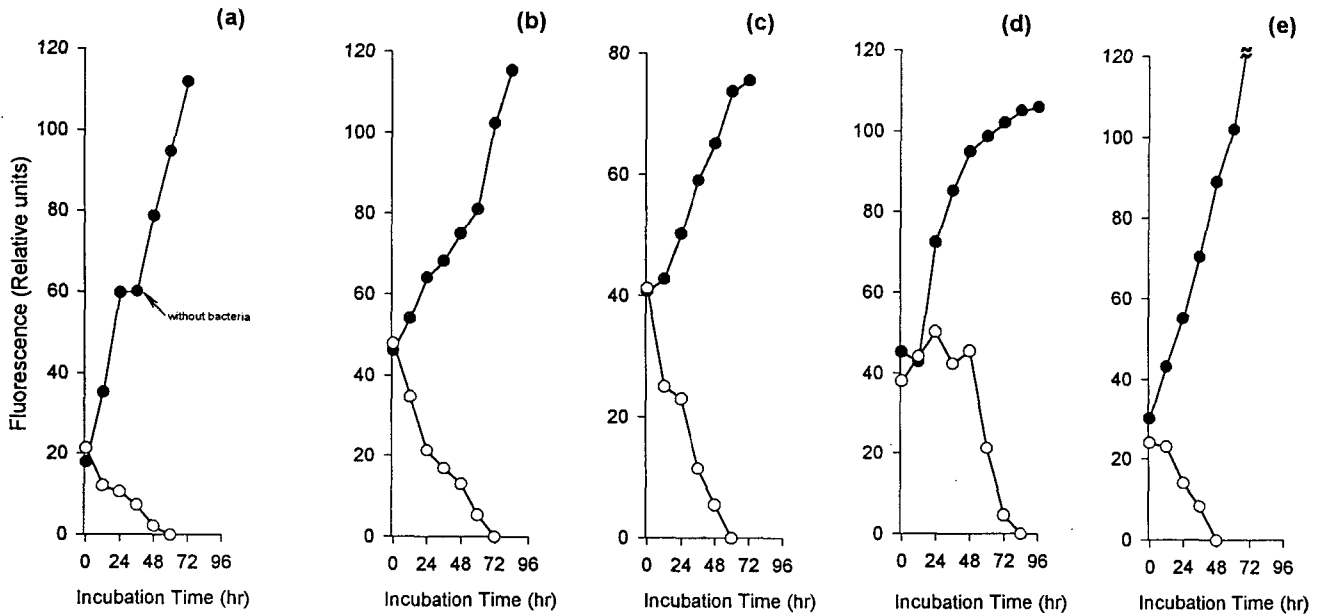 (a)
(b)
(c)
(d)
(e)
Fluorescence (Relative units)
120
100
80
60
40
20
0
without bacteria
0 24 48 72 96
Incubation Time (hr)
120
100
80
60
40
20
0
0 24 48 72 96
Incubation Time (hr)
80
60
40
20
0
0 24 48 72 96
Incubation Time (hr)
120
100
80
60
40
20
0
0 24 48 72 96
Incubation Time (hr)
120
100
80
60
40
20
0
≈
0 24 48 72 96
Incubation Time (hr)